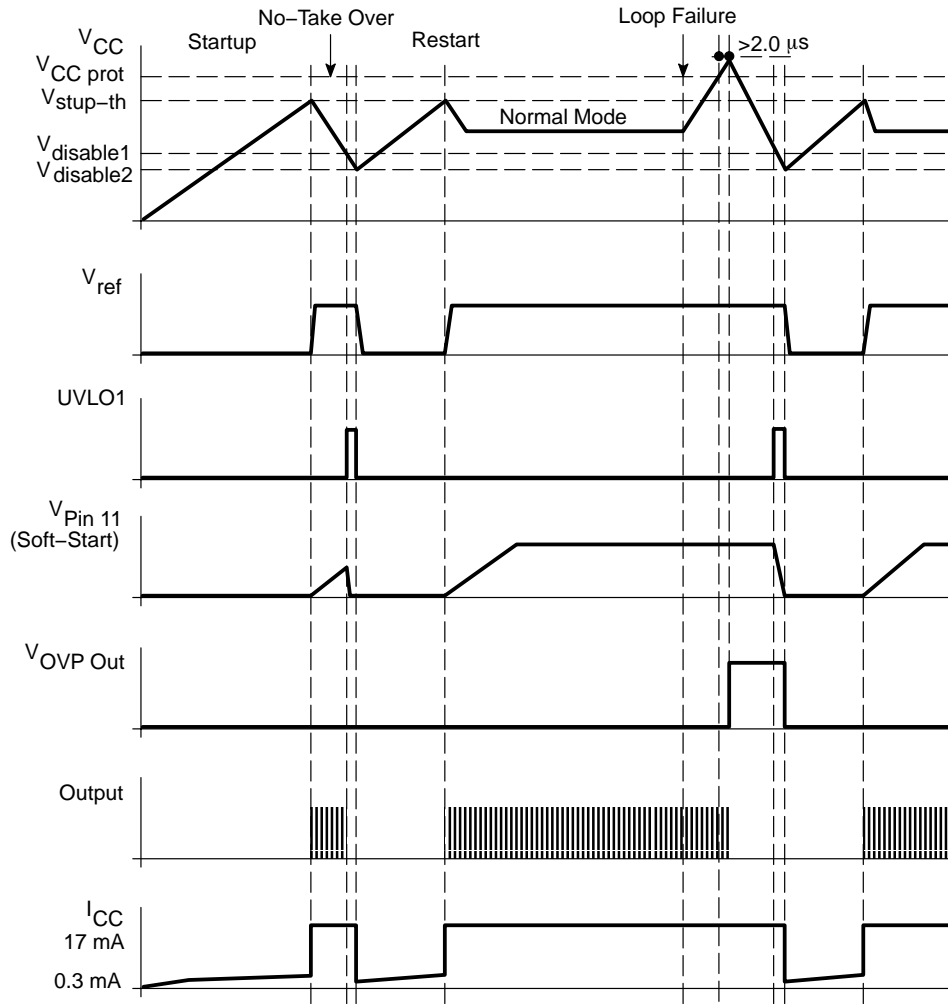 No−Take Over
Loop Failure
VCC
Startup
Restart
>2.0 μs
VCC prot
Vstup−th
Normal Mode
Vdisable1
Vdisable2
Vref
UVLO1
VPin 11
(Soft−Start)
VOVP Out
Output
ICC
17 mA
0.3 mA